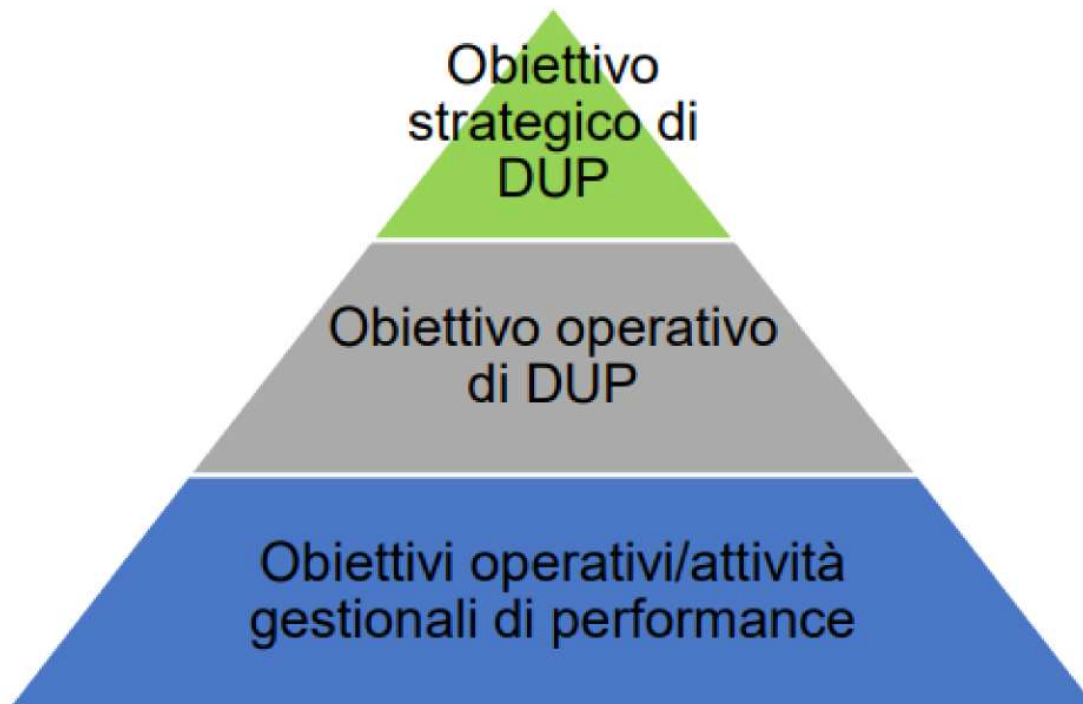 Obiettivo
strategico di
DUP
Obiettivo operativo
di DUP
Obiettivi operativi/attività
gestionali di performance